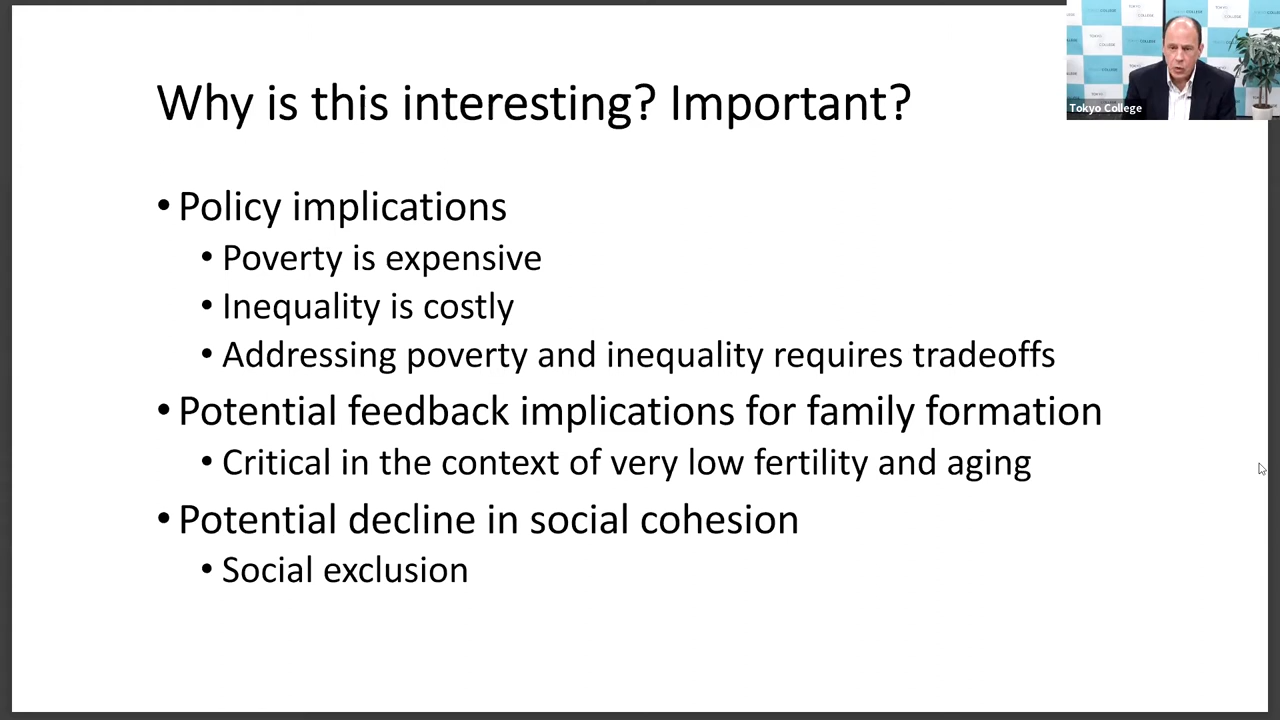 Why is this interesting? Important?
• Policy implications
• Poverty is expensive
• Inequality is costly
• Addressing poverty and inequality requires tradeoffs
• Potential feedback implications for family formation
• Critical in the context of very low fertility and aging
• Potential decline in social cohesion
• Social exclusion
Tokyo College